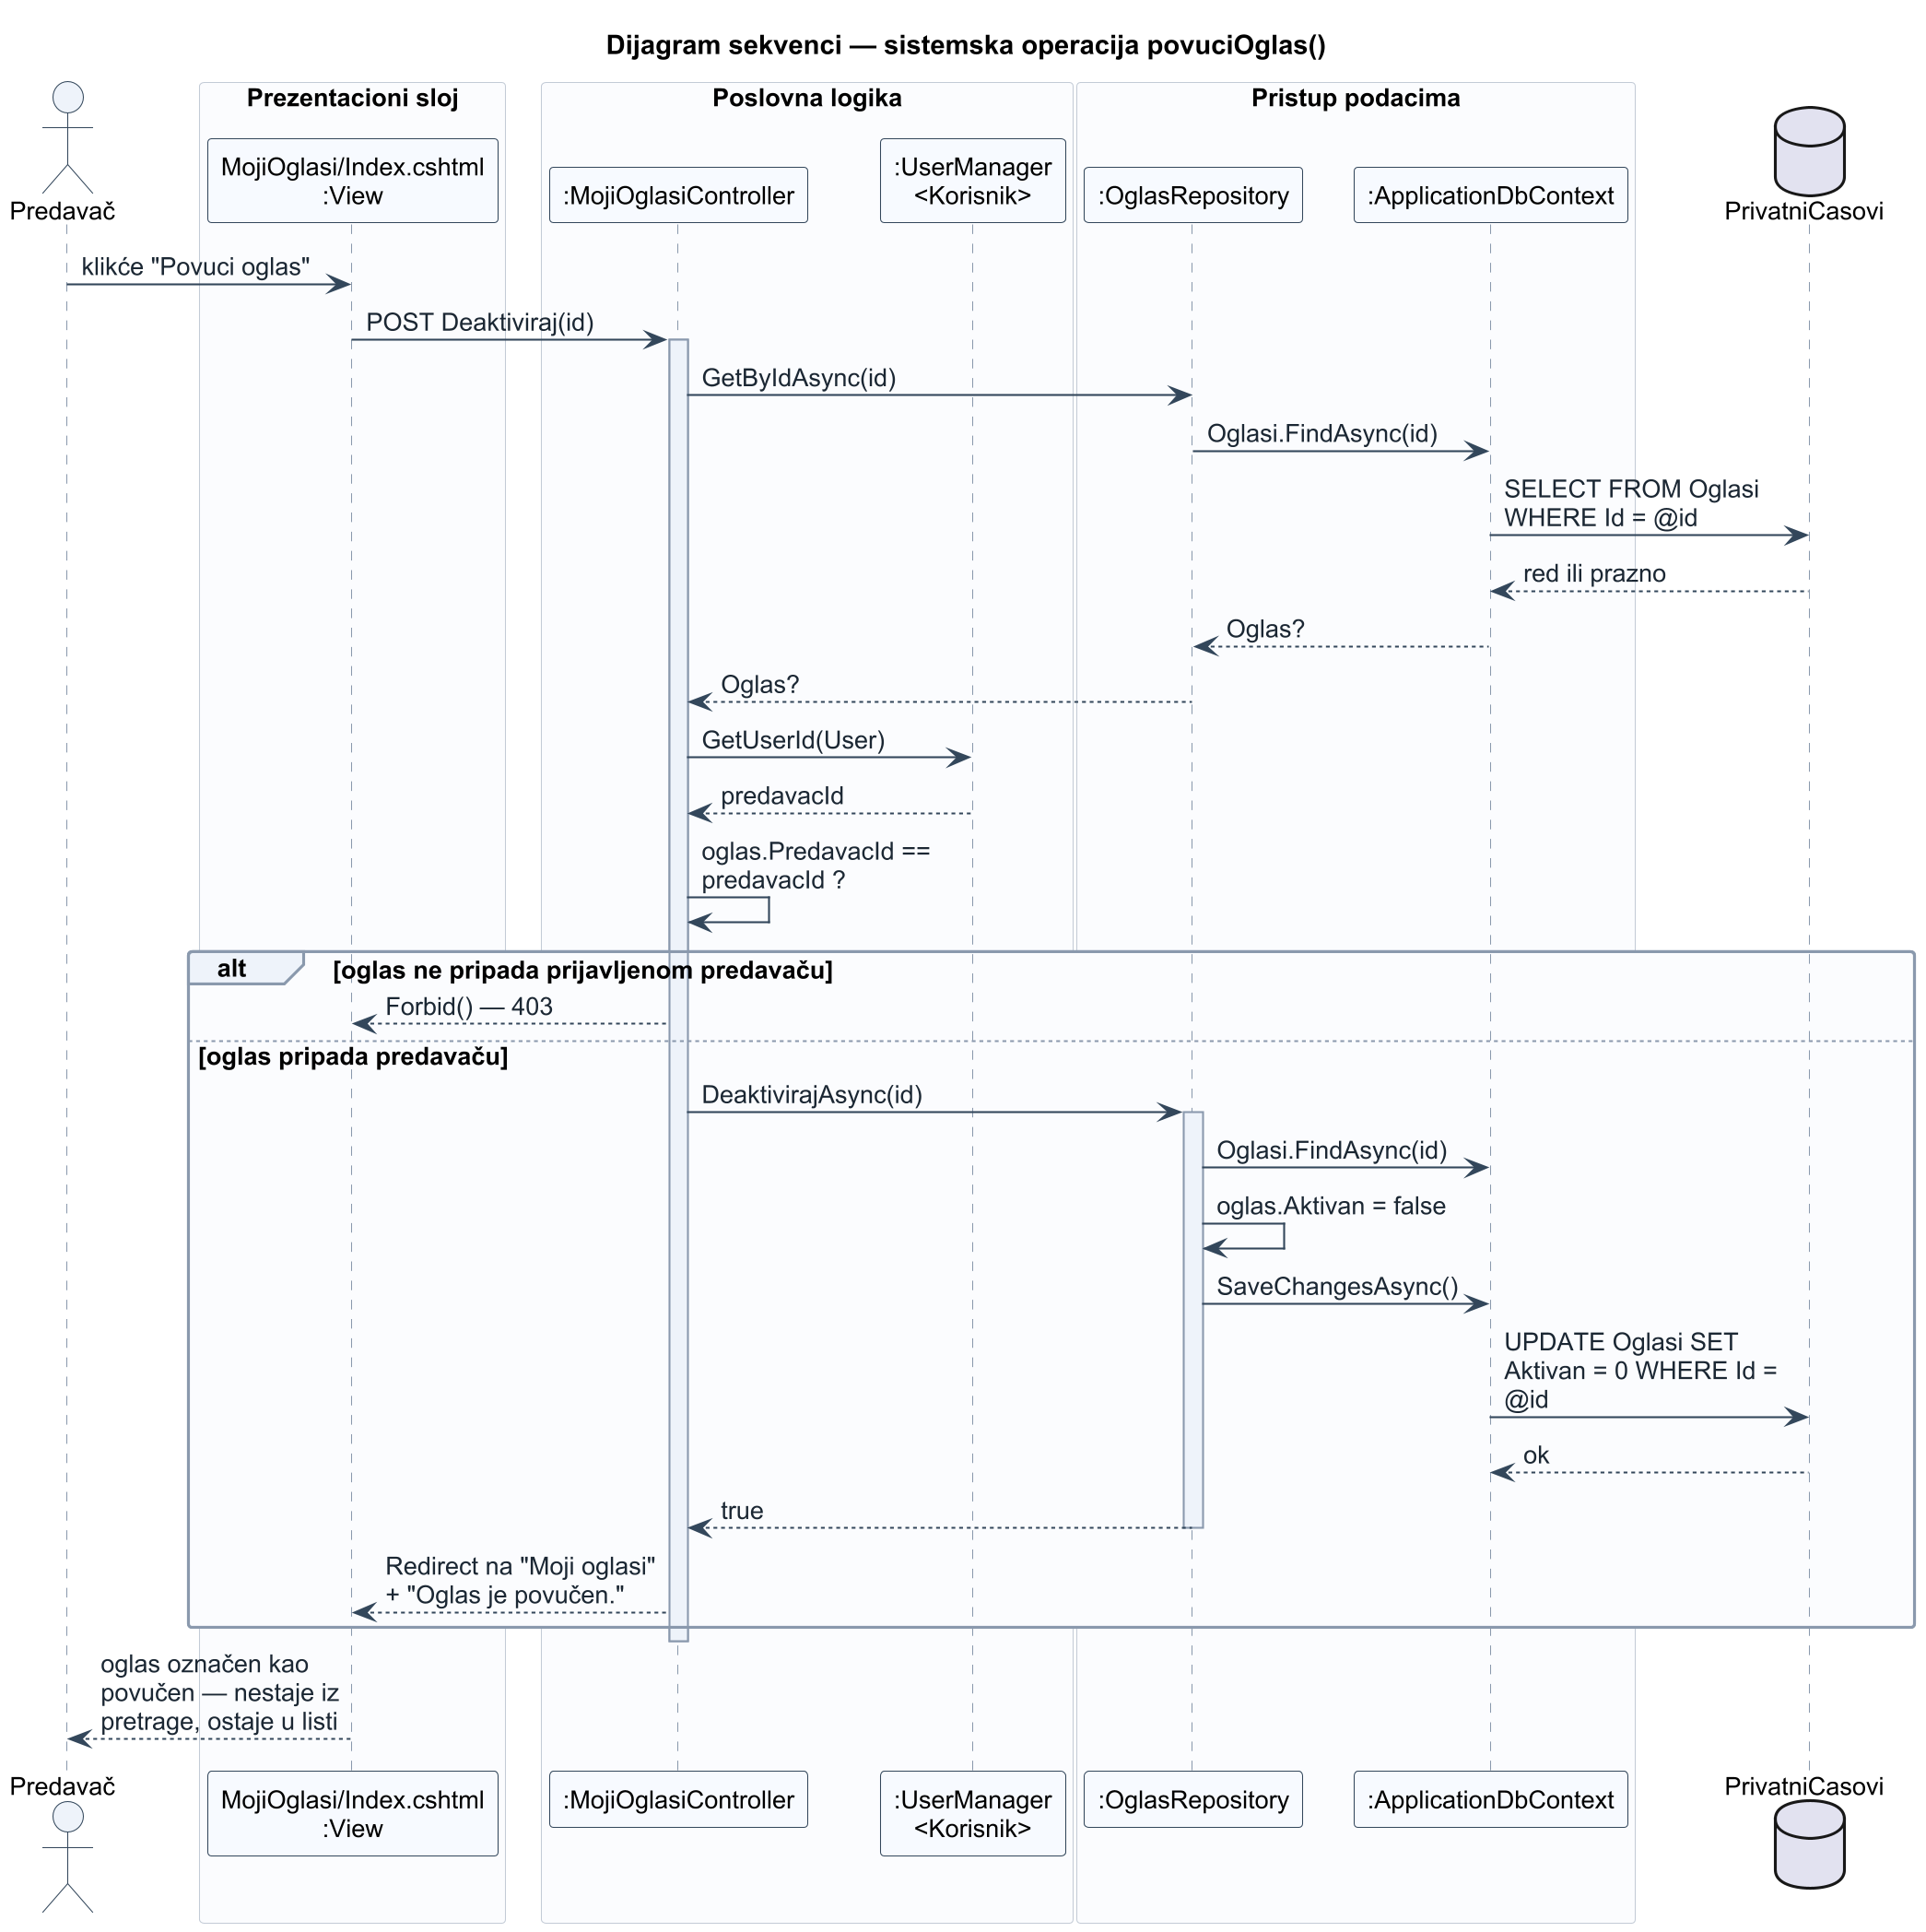 Dijagram sekvenci — sistemska operacija povuciOglas()
Prezentacioni sloj
Poslovna logika
Pristup podacima
Predavač
MojiOglasi/Index.cshtml
:View
:MojiOglasiController
:UserManager
<Korisnik>
:OglasRepository
:ApplicationDbContext
PrivatniCasovi
klikće "Povuci oglas"
POST Deaktiviraj(id)
GetByIdAsync(id)
Oglasi.FindAsync(id)
SELECT FROM Oglasi
WHERE Id = @id
red ili prazno
Oglas?
Oglas?
GetUserId(User)
predavacId
oglas.PredavacId ==
predavacId ?
alt
[oglas ne pripada prijavljenom predavaču]
Forbid() — 403
[oglas pripada predavaču]
DeaktivirajAsync(id)
Oglasi.FindAsync(id)
oglas.Aktivan = false
SaveChangesAsync()
UPDATE Oglasi SET
Aktivan = 0 WHERE Id =
@id
ok
true
Redirect na "Moji oglasi"
+ "Oglas je povučen."
oglas označen kao
povučen — nestaje iz
pretrage, ostaje u listi
Predavač
MojiOglasi/Index.cshtml
:View
:MojiOglasiController
:UserManager
<Korisnik>
:OglasRepository
:ApplicationDbContext
PrivatniCasovi